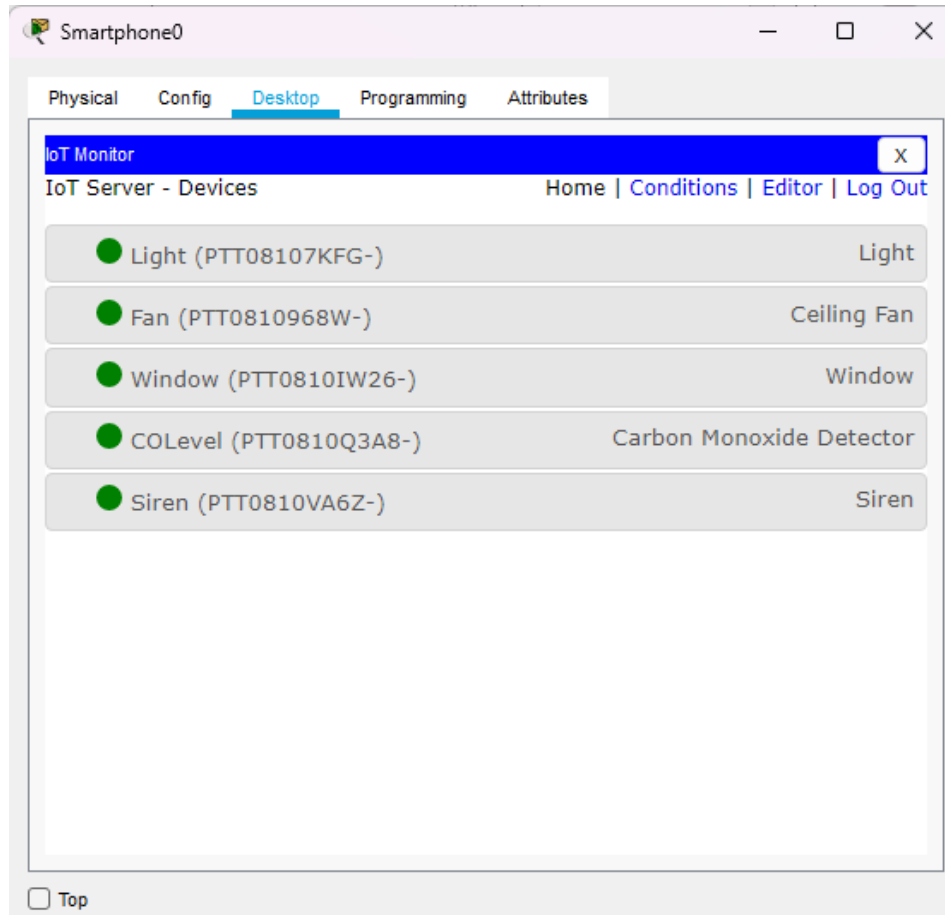 Smartphone0
Physical Config Desktop Programming Attributes
IoT Monitor X
IoT Server - Devices Home | Conditions | Editor | Log Out
Light (PTT08107KFG-) Light
Fan (PTT0810968W-) Ceiling Fan
Window (PTT0810IW26-) Window
COLevel (PTT0810Q3A8-) Carbon Monoxide Detector
Siren (PTT0810VA6Z-) Siren
Top